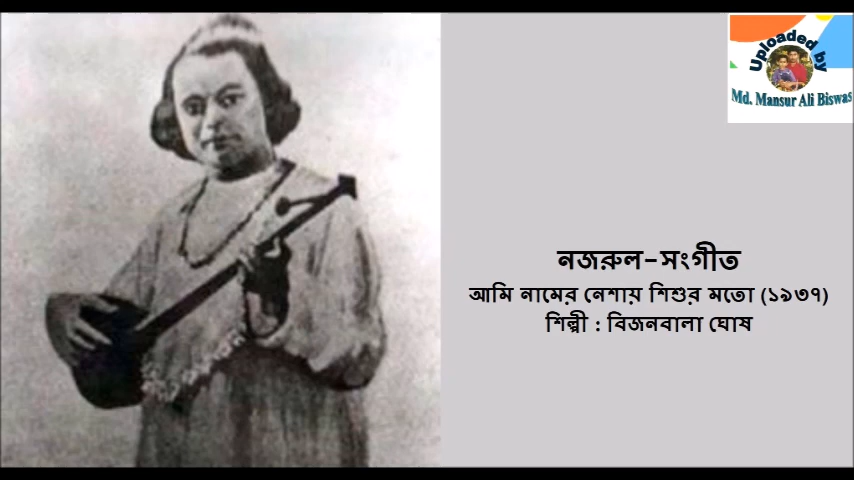 Uploaded by
Md. Mansur Ali Biswas
নজরুল-সংগীত
আমি নামের নেশায় শিশুর মতো (১৯৩৭)
শিল্পী : বিজনবালা ঘোষ